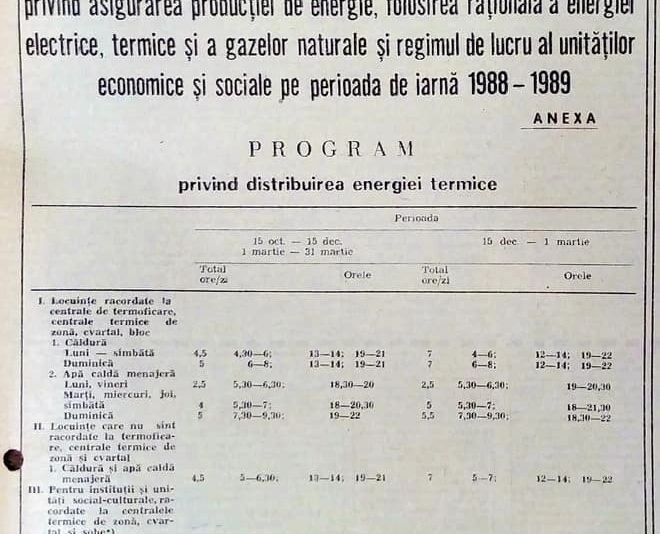 privind asigurarea producției de energie, folosirea rațională a energiei
electrice, termice și a gazelor naturale și regimul de lucru al unităților
economice și sociale pe perioada de iarnă 1988 – 1989
ANEXA
PROGRAM
privind distribuirea energiei termice
Perioada
15 oct. — 15 dec. 15 dec. — 1 martie
1 martie — 31 martie
Total Orele Total Orele
ore/zi ore/zi
I. Locuințe racordate la
centrale de termoficare,
centrale termice de
zonă, cvartal, bloc
1. Căldură
Luni — sîmbătă 4,5 4,30—6; 13—14; 19—21 7 4—6; 12—14; 19—22
Duminică 5 6—8; 13—14; 19—21 7 6—8; 12—14; 19—22
2. Apă caldă menajeră
Luni, vineri 2,5 5,30—6,30; 18,30—20 2,5 5,30—6,30; 19—20,30
Marți, miercuri, joi,
sîmbătă 4 5,30—7; 18—20,30 5 5,30—7; 18—21,30
Duminică 5 7,30—9,30; 19—22 5,5 7,30—9,30; 18,30—22
II. Locuințe care nu sînt
racordate la termofica-
re, centrale termice de
zonă și cvartal
1. Căldură și apă caldă
menajeră 4,5 5—6,30; 13—14; 19—21 7 5—7; 12—14; 19—22
III. Pentru instituții și uni-
tăți social-culturale, ra-
cordate la centralele
termice de zonă, cvar-
tal și sobe*)